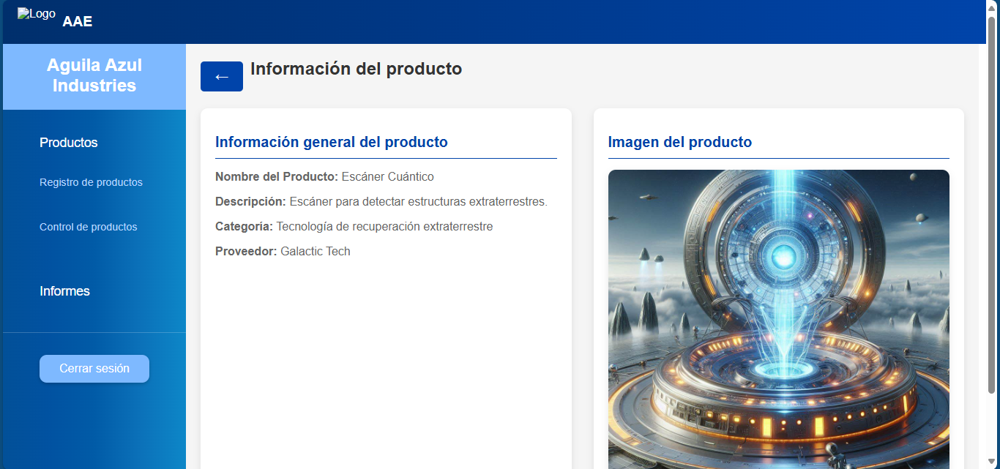 Logo
AAE
Aguila Azul
Industries
Productos
Registro de productos
Control de productos
Informes
Cerrar sesión
←
Información del producto
Información general del producto
Nombre del Producto: Escáner Cuántico
Descripción: Escáner para detectar estructuras extraterrestres.
Categoría: Tecnología de recuperación extraterrestre
Proveedor: Galactic Tech
Imagen del producto